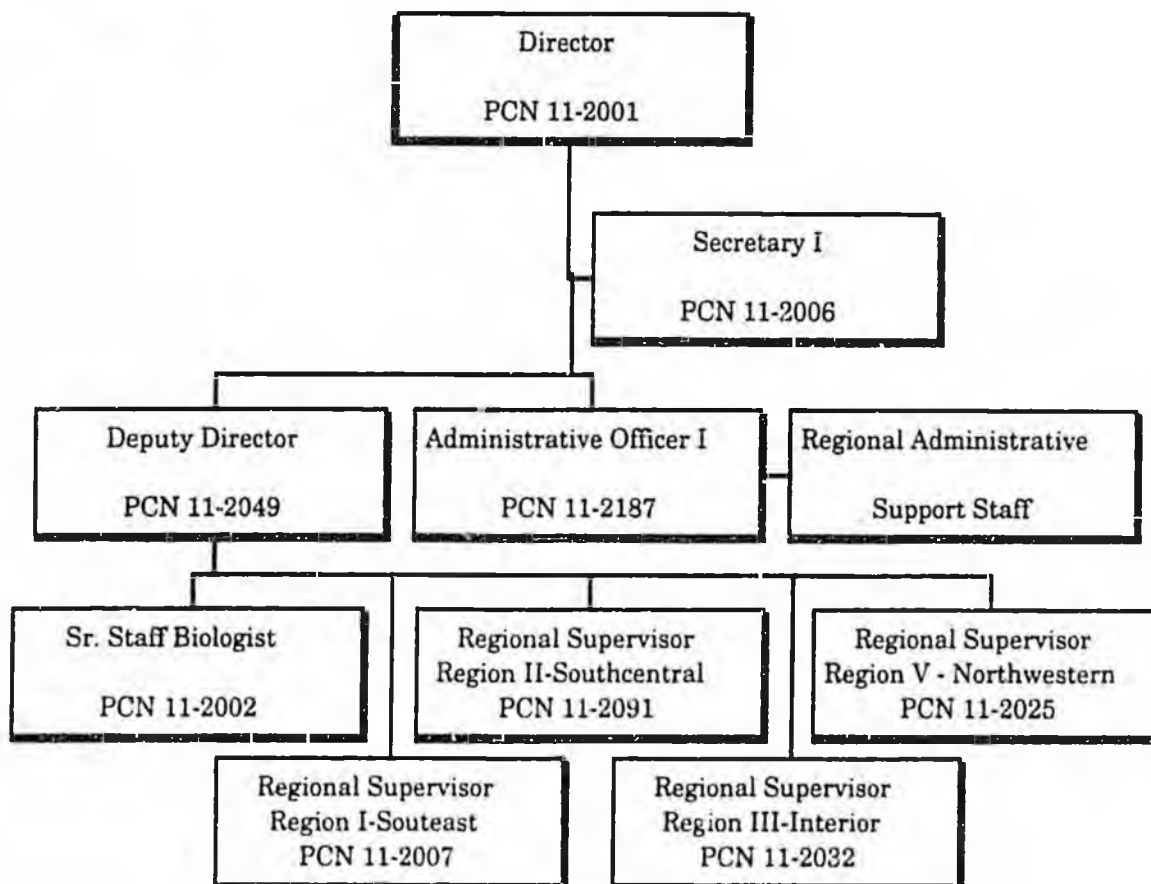 Director
PCN 11-2001
Secretary I
PCN 11-2006
Deputy Director
PCN 11-2049
Administrative Officer I
PCN 11-2187
Regional Administrative
Support Staff
Sr. Staff Biologist
PCN 11-2002
Regional Supervisor
Region II-Southcentral
PCN 11-2091
Regional Supervisor
Region V - Northwestern
PCN 11-2025
Regional Supervisor
Region I-Souteast
PCN 11-2007
Regional Supervisor
Region III-Interior
PCN 11-2032